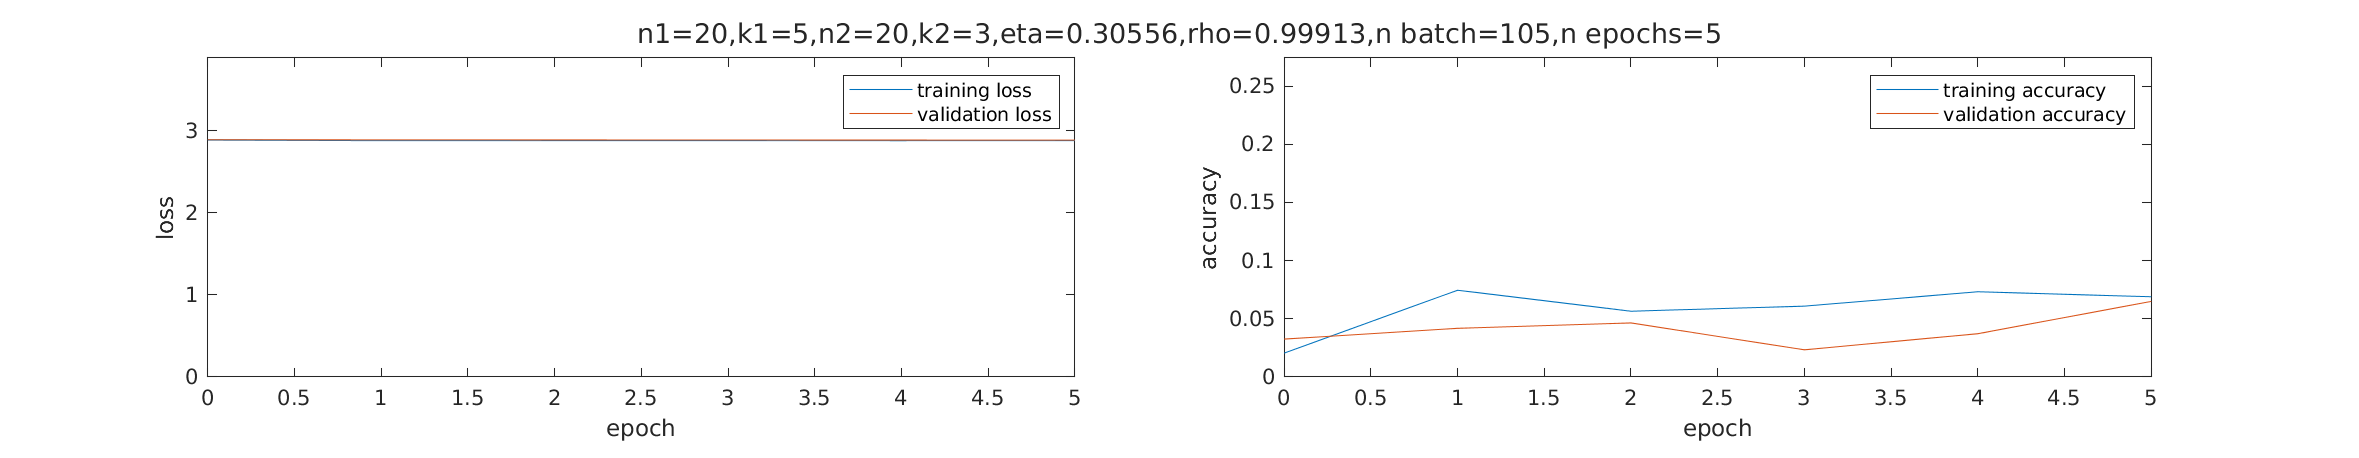 n1=20,k1=5,n2=20,k2=3,eta=0.30556,rho=0.99913,n batch=105,n epochs=5
training loss
validation loss
3
2
1
0
loss
0 0.5 1 1.5 2 2.5 3 3.5 4 4.5 5
epoch
training accuracy
validation accuracy
0.25
0.2
0.15
0.1
0.05
0
accuracy
0 0.5 1 1.5 2 2.5 3 3.5 4 4.5 5
epoch